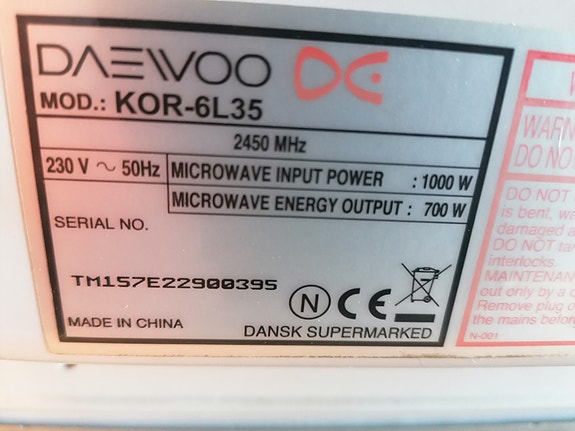 DAEWOO
MOD.: KOR-6L35
2450 MHz
230 V ~ 50Hz
MICROWAVE INPUT POWER : 1000 W
MICROWAVE ENERGY OUTPUT : 700 W
SERIAL NO.
TM157E22900395
N CE
MADE IN CHINA
DANSK SUPERMARKED
WARN
DO NO
DO NOT
is bent, wa
damaged a
DO NOT tam
interlocks.
MAINTENAN
out only by a
Remove plug o
the mains before
N-001